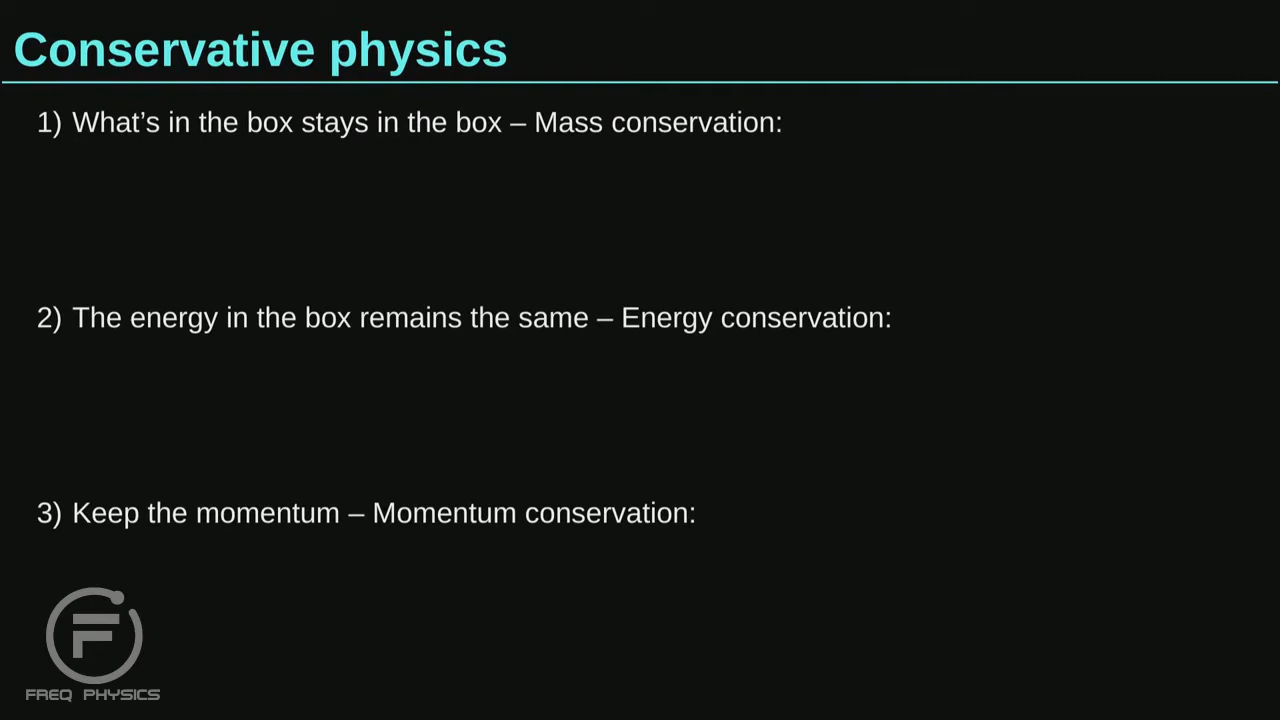 Conservative physics
1) What’s in the box stays in the box – Mass conservation:
2) The energy in the box remains the same – Energy conservation:
3) Keep the momentum – Momentum conservation:
F
FREQ PHYSICS